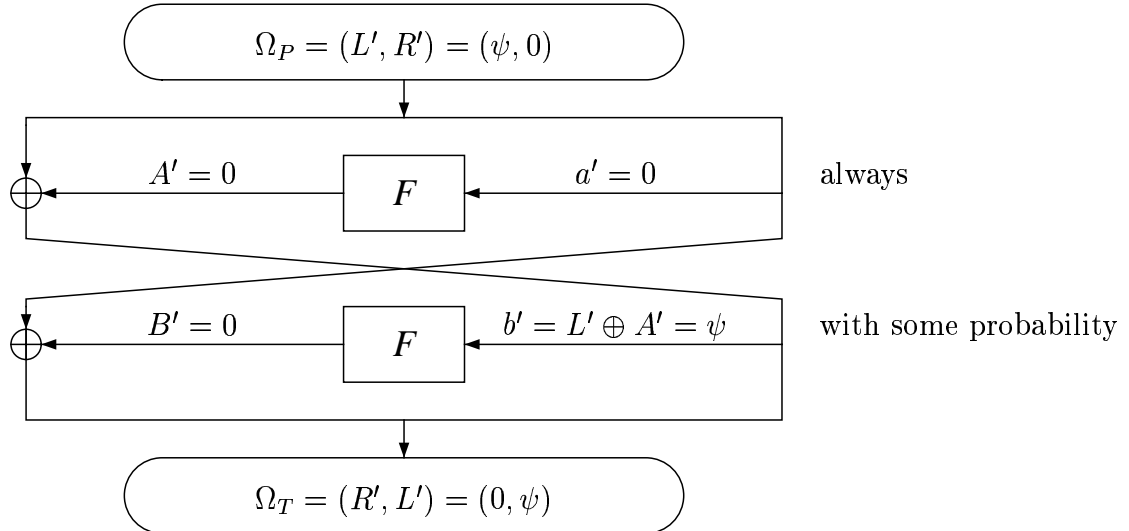 Ω_P = (L′, R′) = (ψ, 0)
A′ = 0 F a′ = 0 always
B′ = 0 F b′ = L′ ⊕ A′ = ψ with some probability
Ω_T = (R′, L′) = (0, ψ)